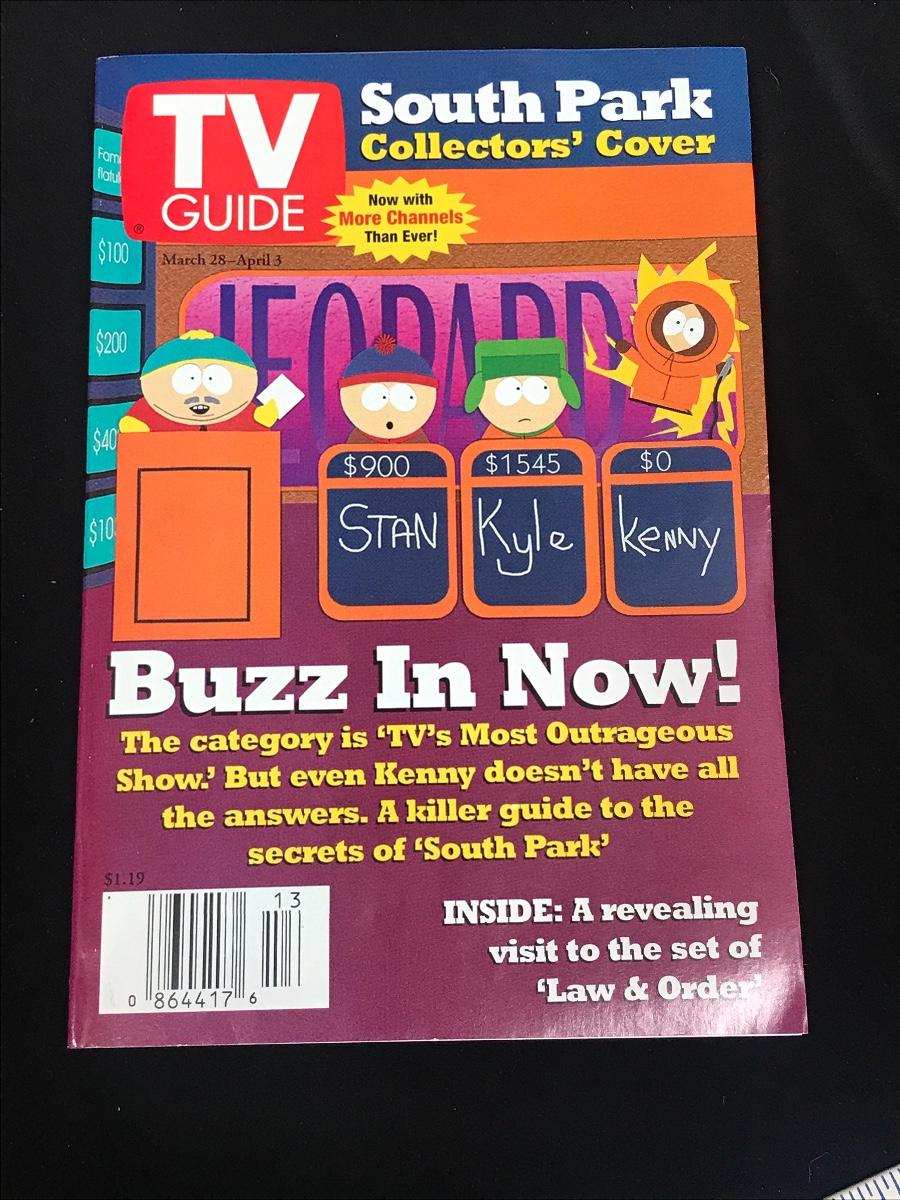 TV
GUIDE
®
South Park
Collectors' Cover
Now with
More Channels
Than Ever!
March 28–April 3
JEOPARDY
$100
$200
$900
$1545
$0
STAN
Kyle
Kenny
Buzz In Now!
The category is 'TV's Most Outrageous
Show.' But even Kenny doesn't have all
the answers. A killer guide to the
secrets of 'South Park'
$1.19
13
0 864417 6
INSIDE: A revealing
visit to the set of
'Law & Order'